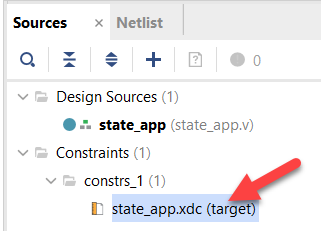 Sources
Netlist
0
Design Sources (1)
state_app (state_app.v)
Constraints (1)
constrs_1 (1)
state_app.xdc (target)